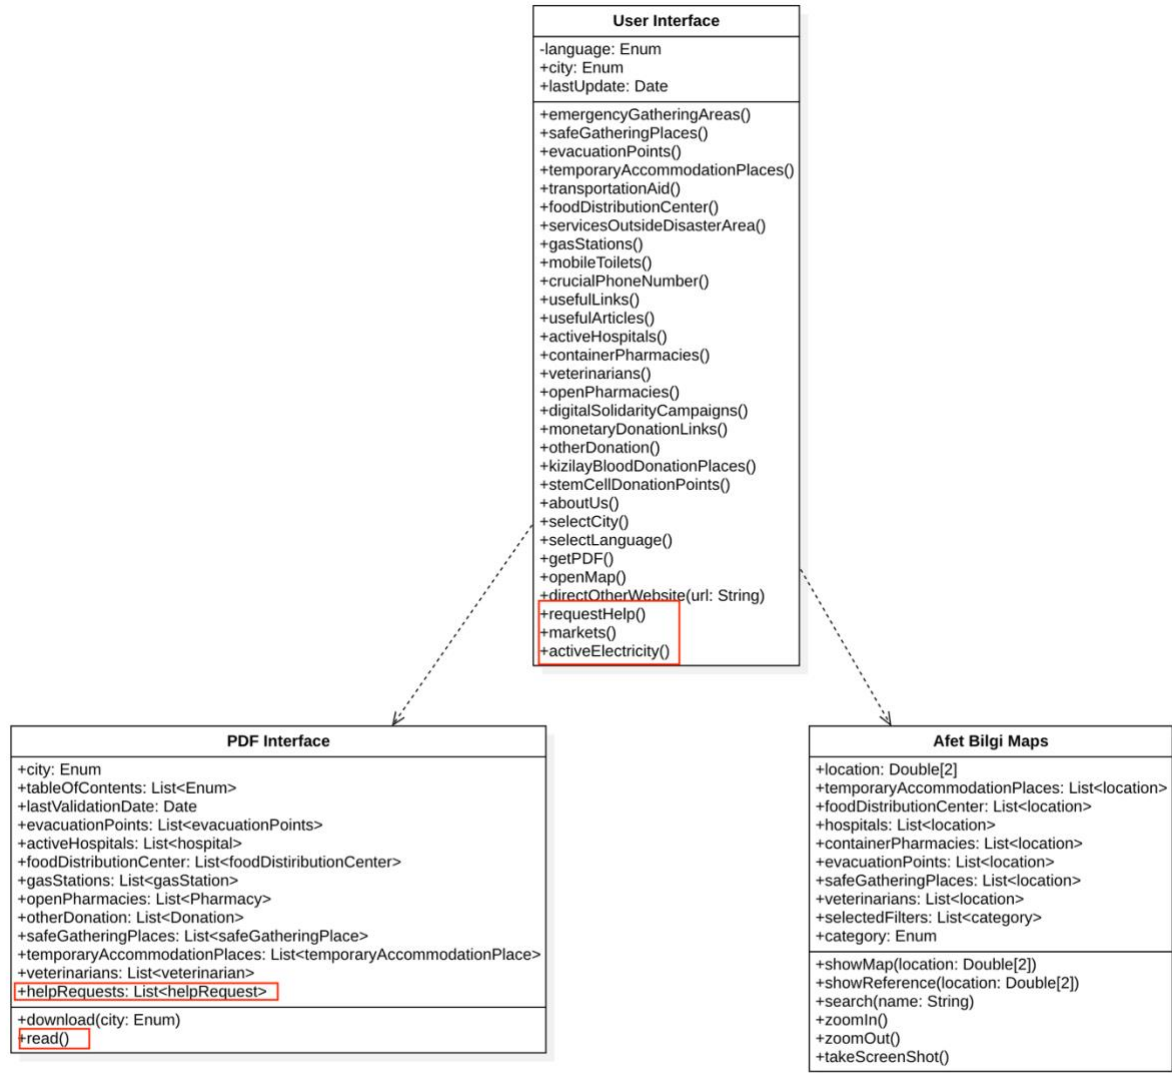 User Interface
-language: Enum
+city: Enum
+lastUpdate: Date
+emergencyGatheringAreas()
+safeGatheringPlaces()
+evacuationPoints()
+temporaryAccommodationPlaces()
+transportationAid()
+foodDistributionCenter()
+servicesOutsideDisasterArea()
+gasStations()
+mobileToilets()
+crucialPhoneNumber()
+usefulLinks()
+usefulArticles()
+activeHospitals()
+containerPharmacies()
+veterinarians()
+openPharmacies()
+digitalSolidarityCampaigns()
+monetaryDonationLinks()
+otherDonation()
+kizilayBloodDonationPlaces()
+stemCellDonationPoints()
+aboutUs()
+selectCity()
+selectLanguage()
+getPDF()
+openMap()
+directOtherWebsite(url: String)
+requestHelp()
+markets()
+activeElectricity()
PDF Interface
+city: Enum
+tableOfContents: List<Enum>
+lastValidationDate: Date
+evacuationPoints: List<evacuationPoints>
+activeHospitals: List<hospital>
+foodDistributionCenter: List<foodDistiributionCenter>
+gasStations: List<gasStation>
+openPharmacies: List<Pharmacy>
+otherDonation: List<Donation>
+safeGatheringPlaces: List<safeGatheringPlace>
+temporaryAccommodationPlaces: List<temporaryAccommodationPlace>
+veterinarians: List<veterinarian>
+helpRequests: List<helpRequest>
+download(city: Enum)
+read()
Afet Bilgi Maps
+location: Double[2]
+temporaryAccommodationPlaces: List<location>
+foodDistributionCenter: List<location>
+hospitals: List<location>
+containerPharmacies: List<location>
+evacuationPoints: List<location>
+safeGatheringPlaces: List<location>
+veterinarians: List<location>
+selectedFilters: List<category>
+category: Enum
+showMap(location: Double[2])
+showReference(location: Double[2])
+search(name: String)
+zoomIn()
+zoomOut()
+takeScreenShot()